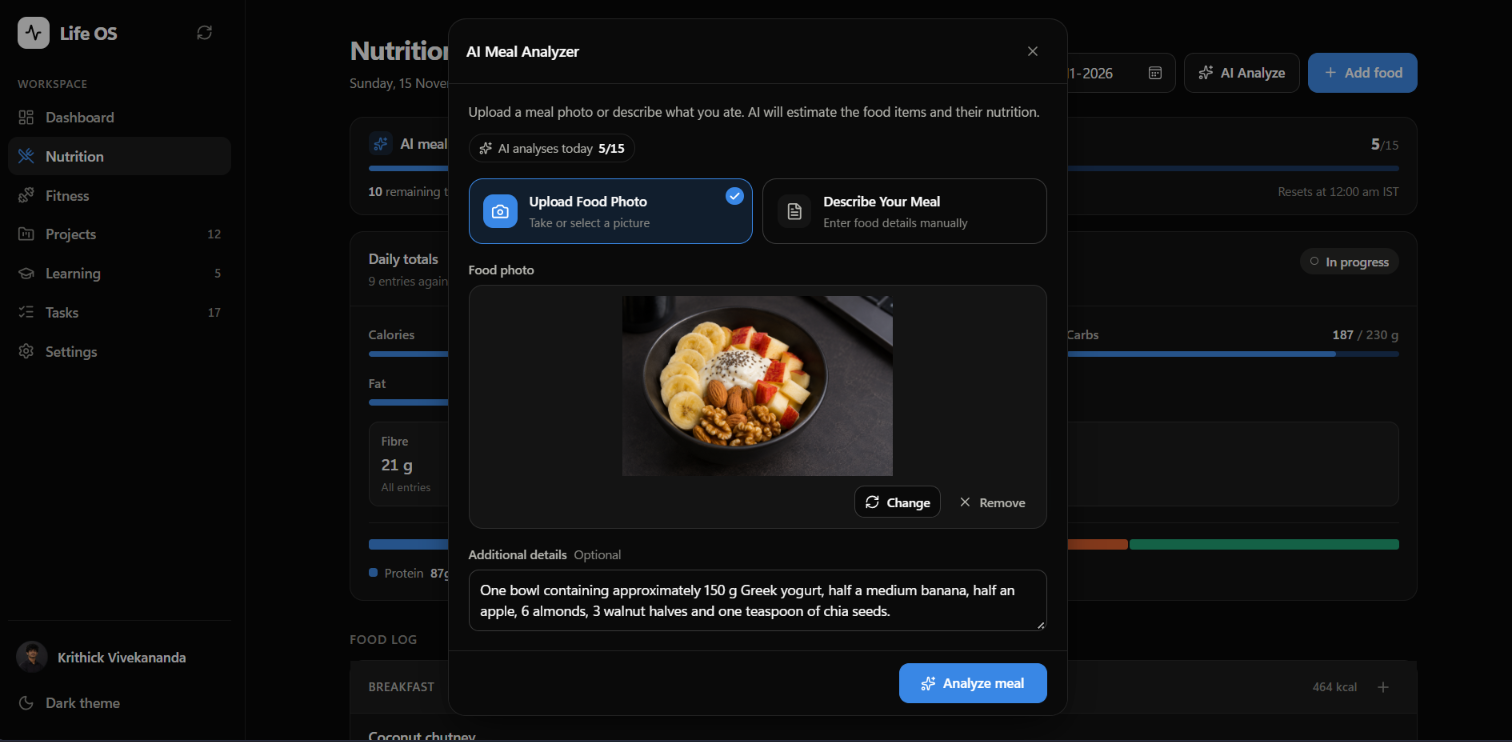 Life OS
WORKSPACE
Dashboard
Nutrition
Fitness
Projects 12
Learning 5
Tasks 17
Settings
Krithick Vivekananda
Dark theme
Sunday, 15
-2026
AI Analyze
+ Add food
AI meal
5/15
10 remaining
Resets at 12:00 am IST
Daily totals
9 entries
In progress
Calories
Carbs 187 / 230 g
Fat
Fibre
21 g
All entries
Protein 87g
FOOD LOG
BREAKFAST 464 kcal +
Coconut chutney
AI Meal Analyzer
Upload a meal photo or describe what you ate. AI will estimate the food items and their nutrition.
AI analyses today 5/15
Upload Food Photo
Take or select a picture
Describe Your Meal
Enter food details manually
Food photo
Change
Remove
Additional details Optional
One bowl containing approximately 150 g Greek yogurt, half a medium banana, half an
apple, 6 almonds, 3 walnut halves and one teaspoon of chia seeds.
Analyze meal